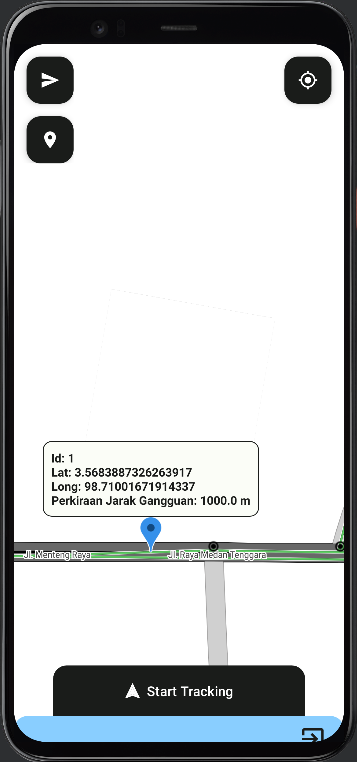 Id: 1
Lat: 3.5683887326263917
Long: 98.71001671914337
Perkiraan Jarak Gangguan: 1000.0 m
Jl. Menteng Raya
Jl. Raya Medan Tenggara
Start Tracking